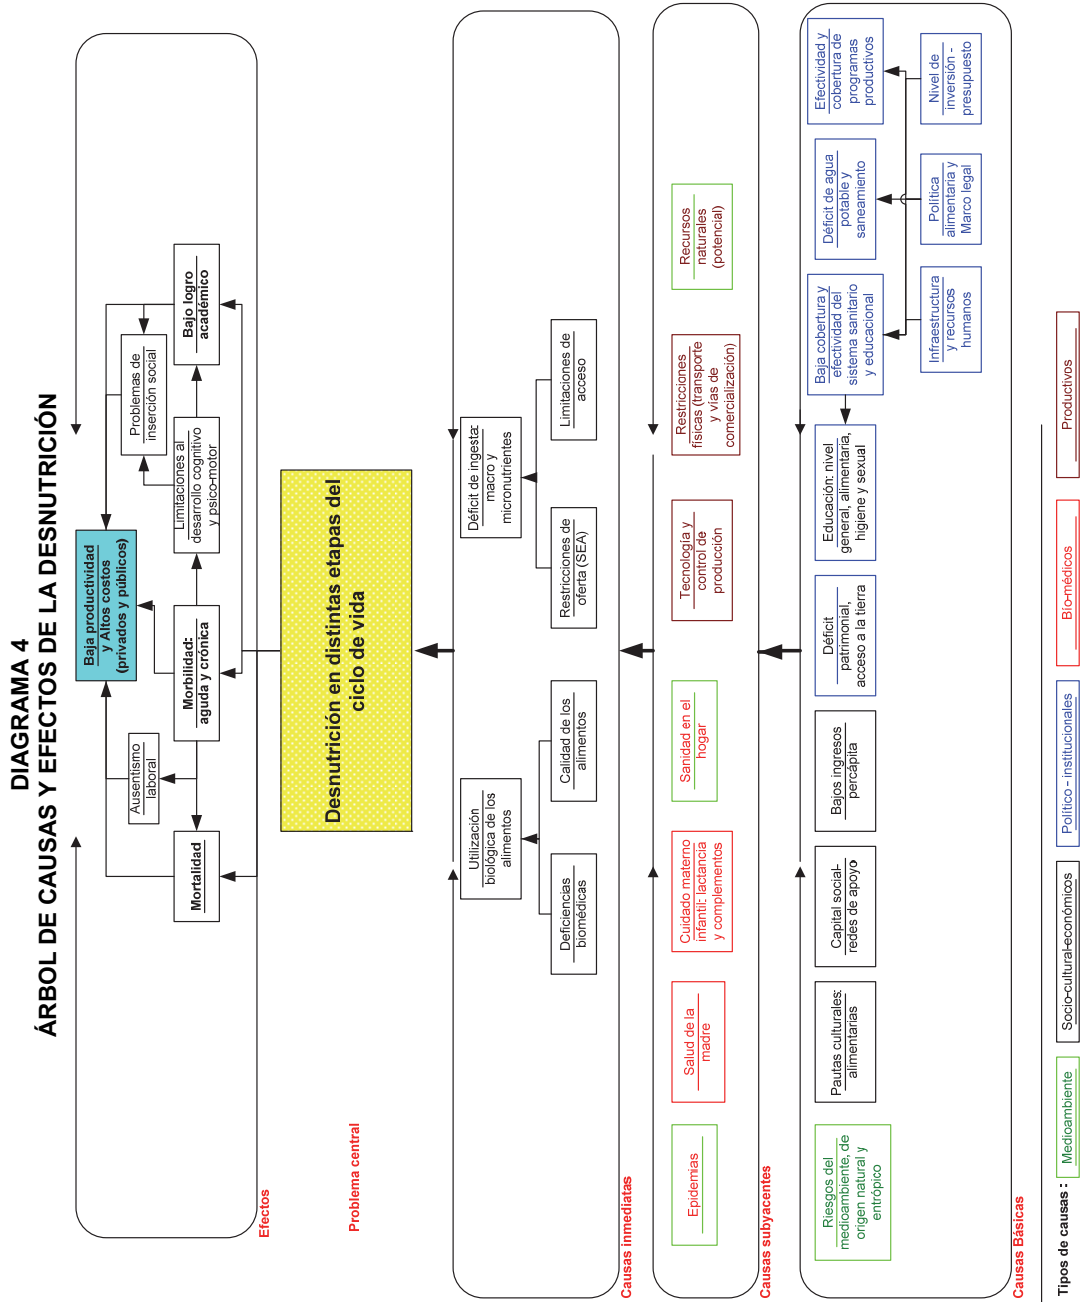 DIAGRAMA 4
ÁRBOL DE CAUSAS Y EFECTOS DE LA DESNUTRICIÓN
Baja productividad
y Altos costos
(privados y públicos)
Ausentismo
laboral
Problemas de
inserción social
Mortalidad
Morbilidad:
aguda y crónica
Limitaciones al
desarrollo cognitivo
y psico-motor
Bajo logro
académico
Efectos
Problema central
Desnutrición en distintas etapas del
ciclo de vida
Utilización
biológica de los
alimentos
Déficit de ingesta:
macro y
micronutrientes
Deficiencias
biomédicas
Calidad de los
alimentos
Restricciones de
oferta (SEA)
Limitaciones de
acceso
Causas inmediatas
Epidemias
Salud de la
madre
Cuidado materno
infantil: lactancia
y complementos
Sanidad en el
hogar
Tecnología y
control de
producción
Restricciones
físicas (transporte
y vías de
comercialización)
Recursos
naturales
(potencial)
Causas subyacentes
Riesgos del
medioambiente, de
origen natural y
entrópico
Pautas culturales:
alimentarias
Capital social-
redes de apoyo
Bajos ingresos
percápita
Déficit
patrimonial,
acceso a la tierra
Educación: nivel
general, alimentaria,
higiene y sexual
Baja cobertura y
efectividad del
sistema sanitario
y educacional
Déficit de agua
potable y
saneamiento
Efectividad y
cobertura de
programas
productivos
Infraestructura
y recursos
humanos
Política
alimentaria y
Marco legal
Nivel de
inversión -
presupuesto
Causas Básicas
Tipos de causas :
Medioambiente
Socio-cultural-económicos
Político - institucionales
Bio-médicos
Productivos